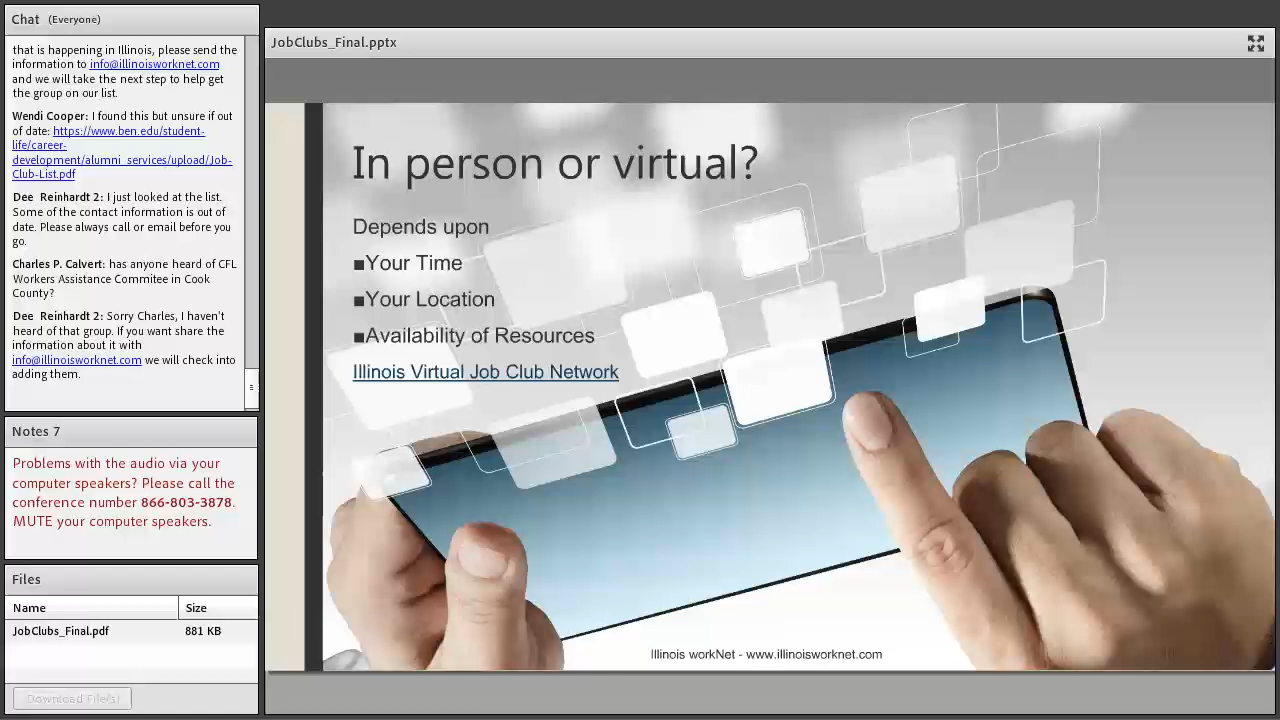 Chat (Everyone)
that is happening in Illinois, please send the
information to info@illinoisworknet.com
and we will take the next step to help get
the group on our list.
Wendi Cooper: I found this but unsure if out
of date: https://www.ben.edu/student-
life/career-
development/alumni_services/upload/Job-
Club-List.pdf
Dee Reinhardt 2: I just looked at the list.
Some of the contact information is out of
date. Please always call or email before you
go.
Charles P. Calvert: has anyone heard of CFL
Workers Assistance Commitee in Cook
County?
Dee Reinhardt 2: Sorry Charles, I haven't
heard of that group. If you want share the
information about it with
info@illinoisworknet.com we will check into
adding them.
Notes 7
Problems with the audio via your
computer speakers? Please call the
conference number 866-803-3878.
MUTE your computer speakers.
Files
Name Size
JobClubs_Final.pdf 881 KB
Download File(s)
JobClubs_Final.pptx
In person or virtual?
Depends upon
■Your Time
■Your Location
■Availability of Resources
Illinois Virtual Job Club Network
Illinois workNet - www.illinoisworknet.com